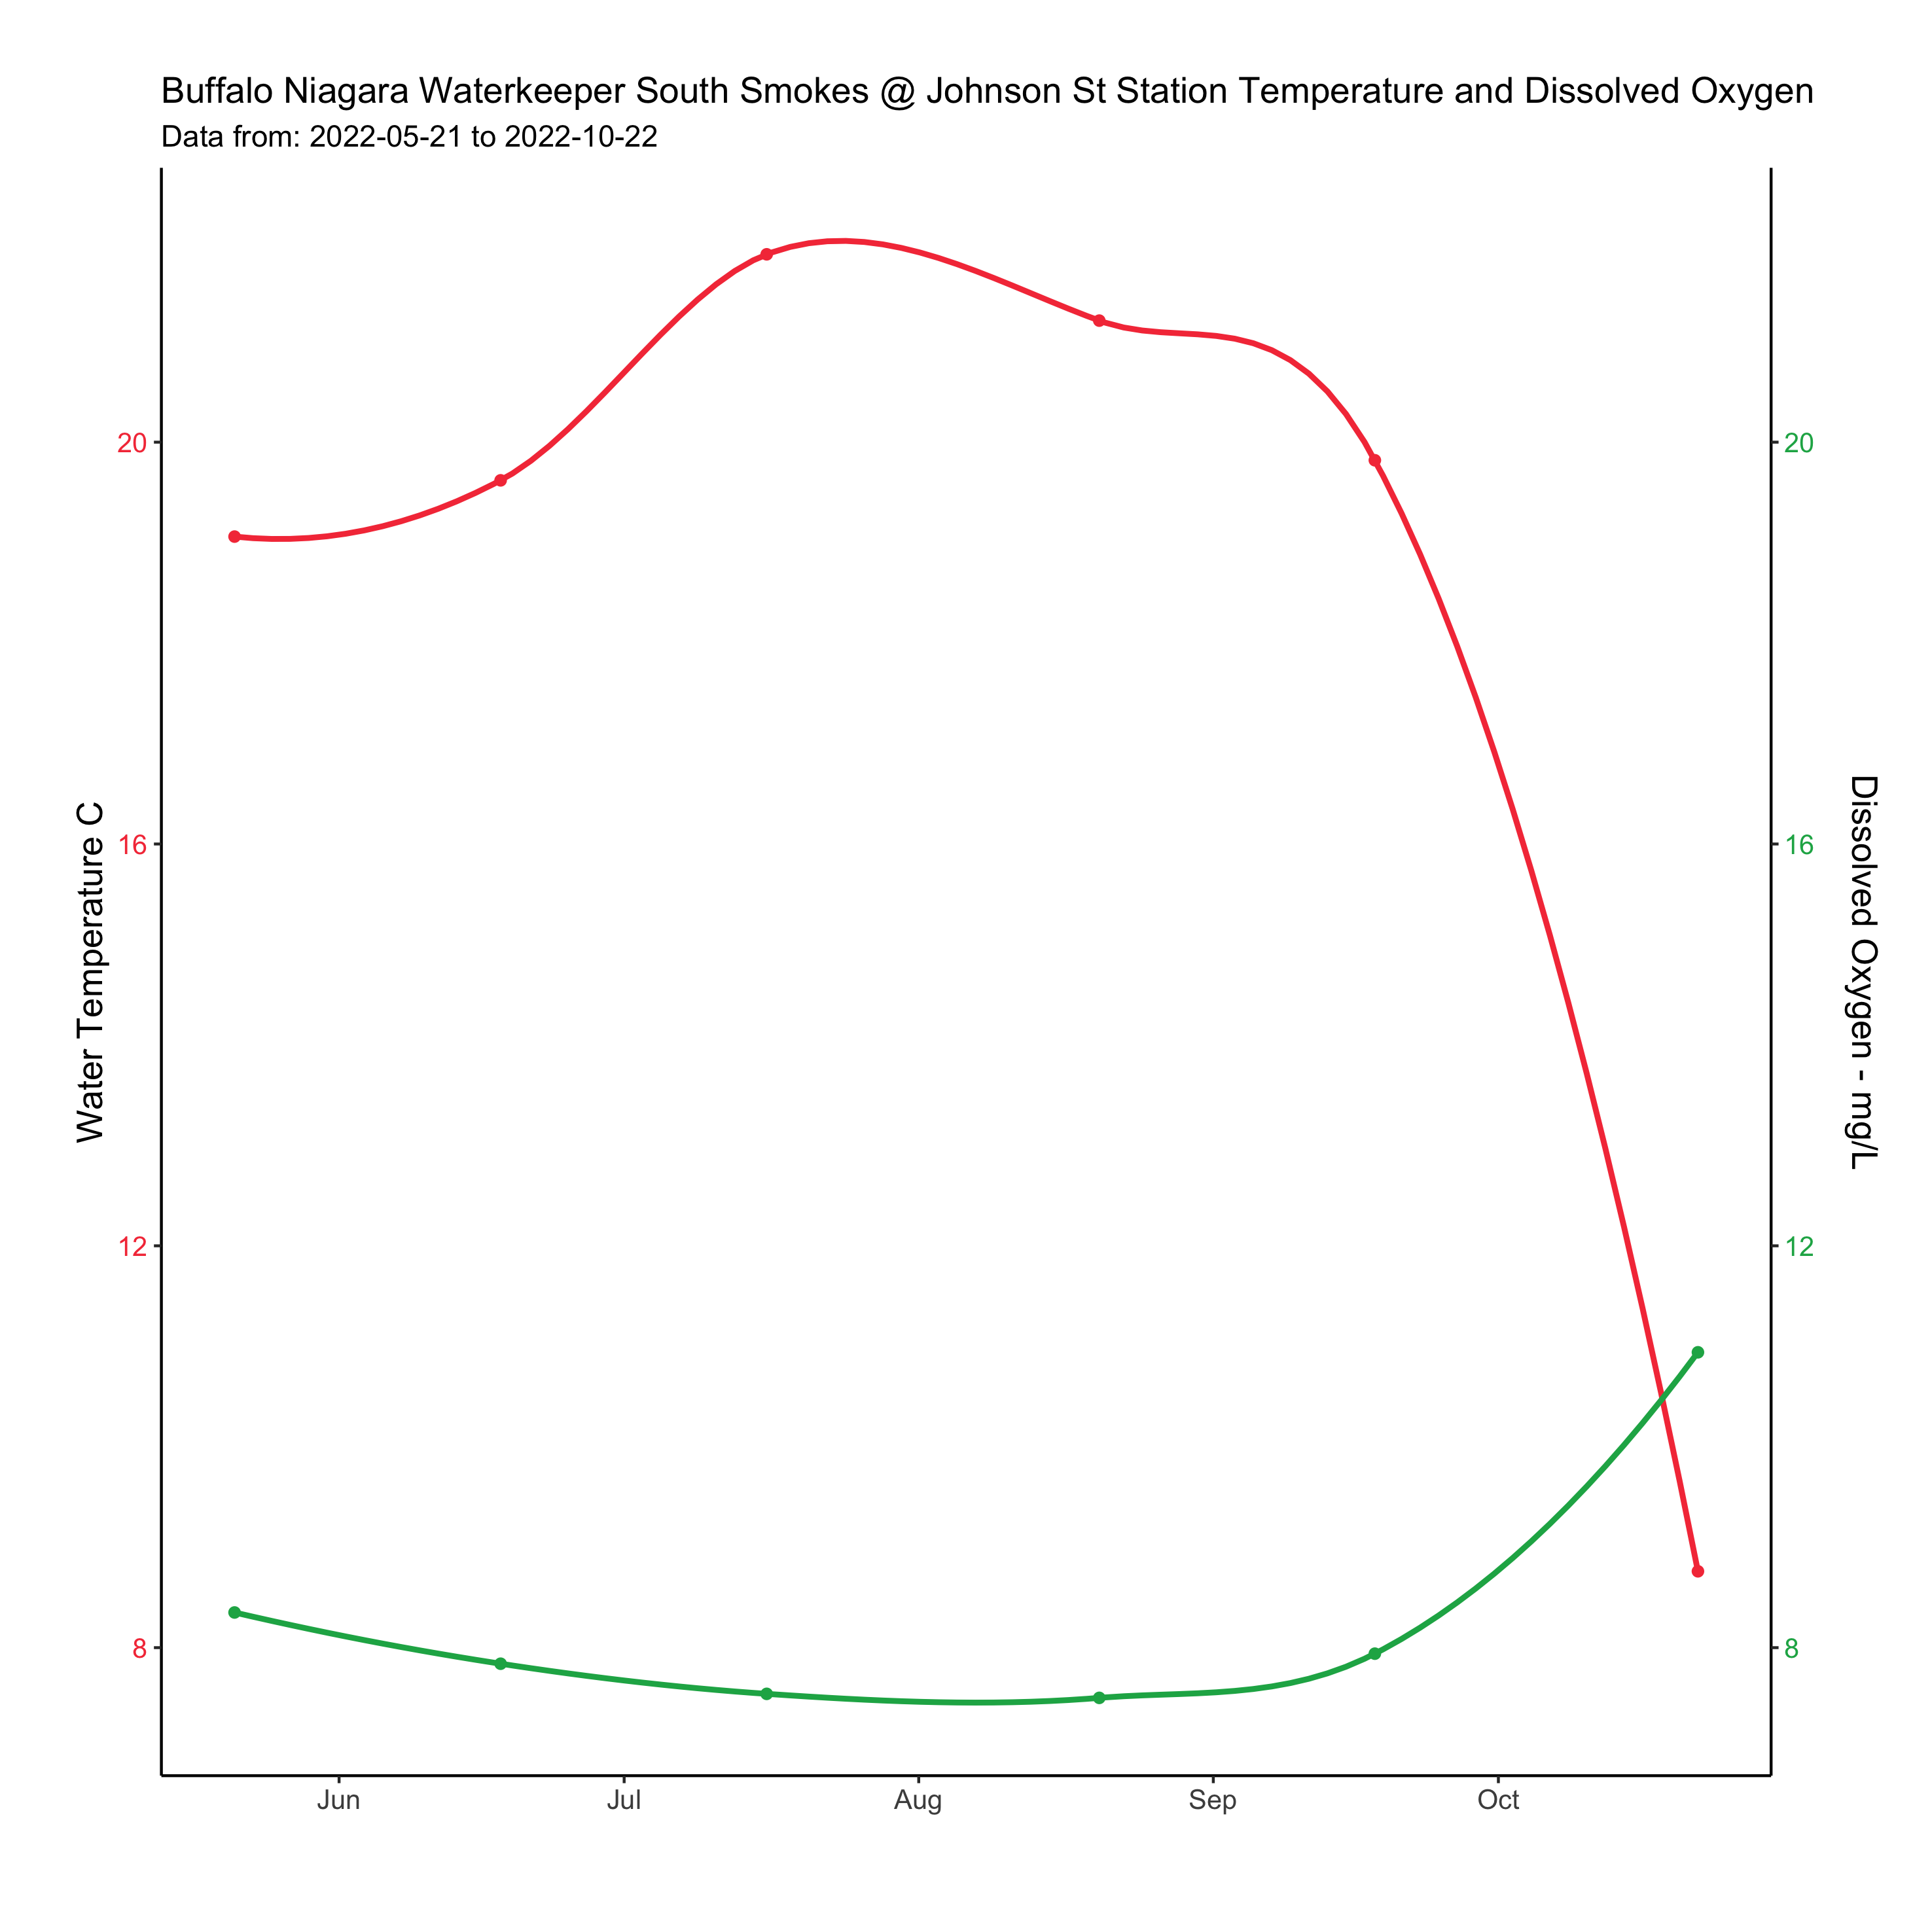 Buffalo Niagara Waterkeeper South Smokes @ Johnson St Station Temperature and Dissolved Oxygen
Data from: 2022-05-21 to 2022-10-22
Water Temperature C
20
16
12
8
20
16
12
8
Dissolved Oxygen - mg/L
Jun Jul Aug Sep Oct